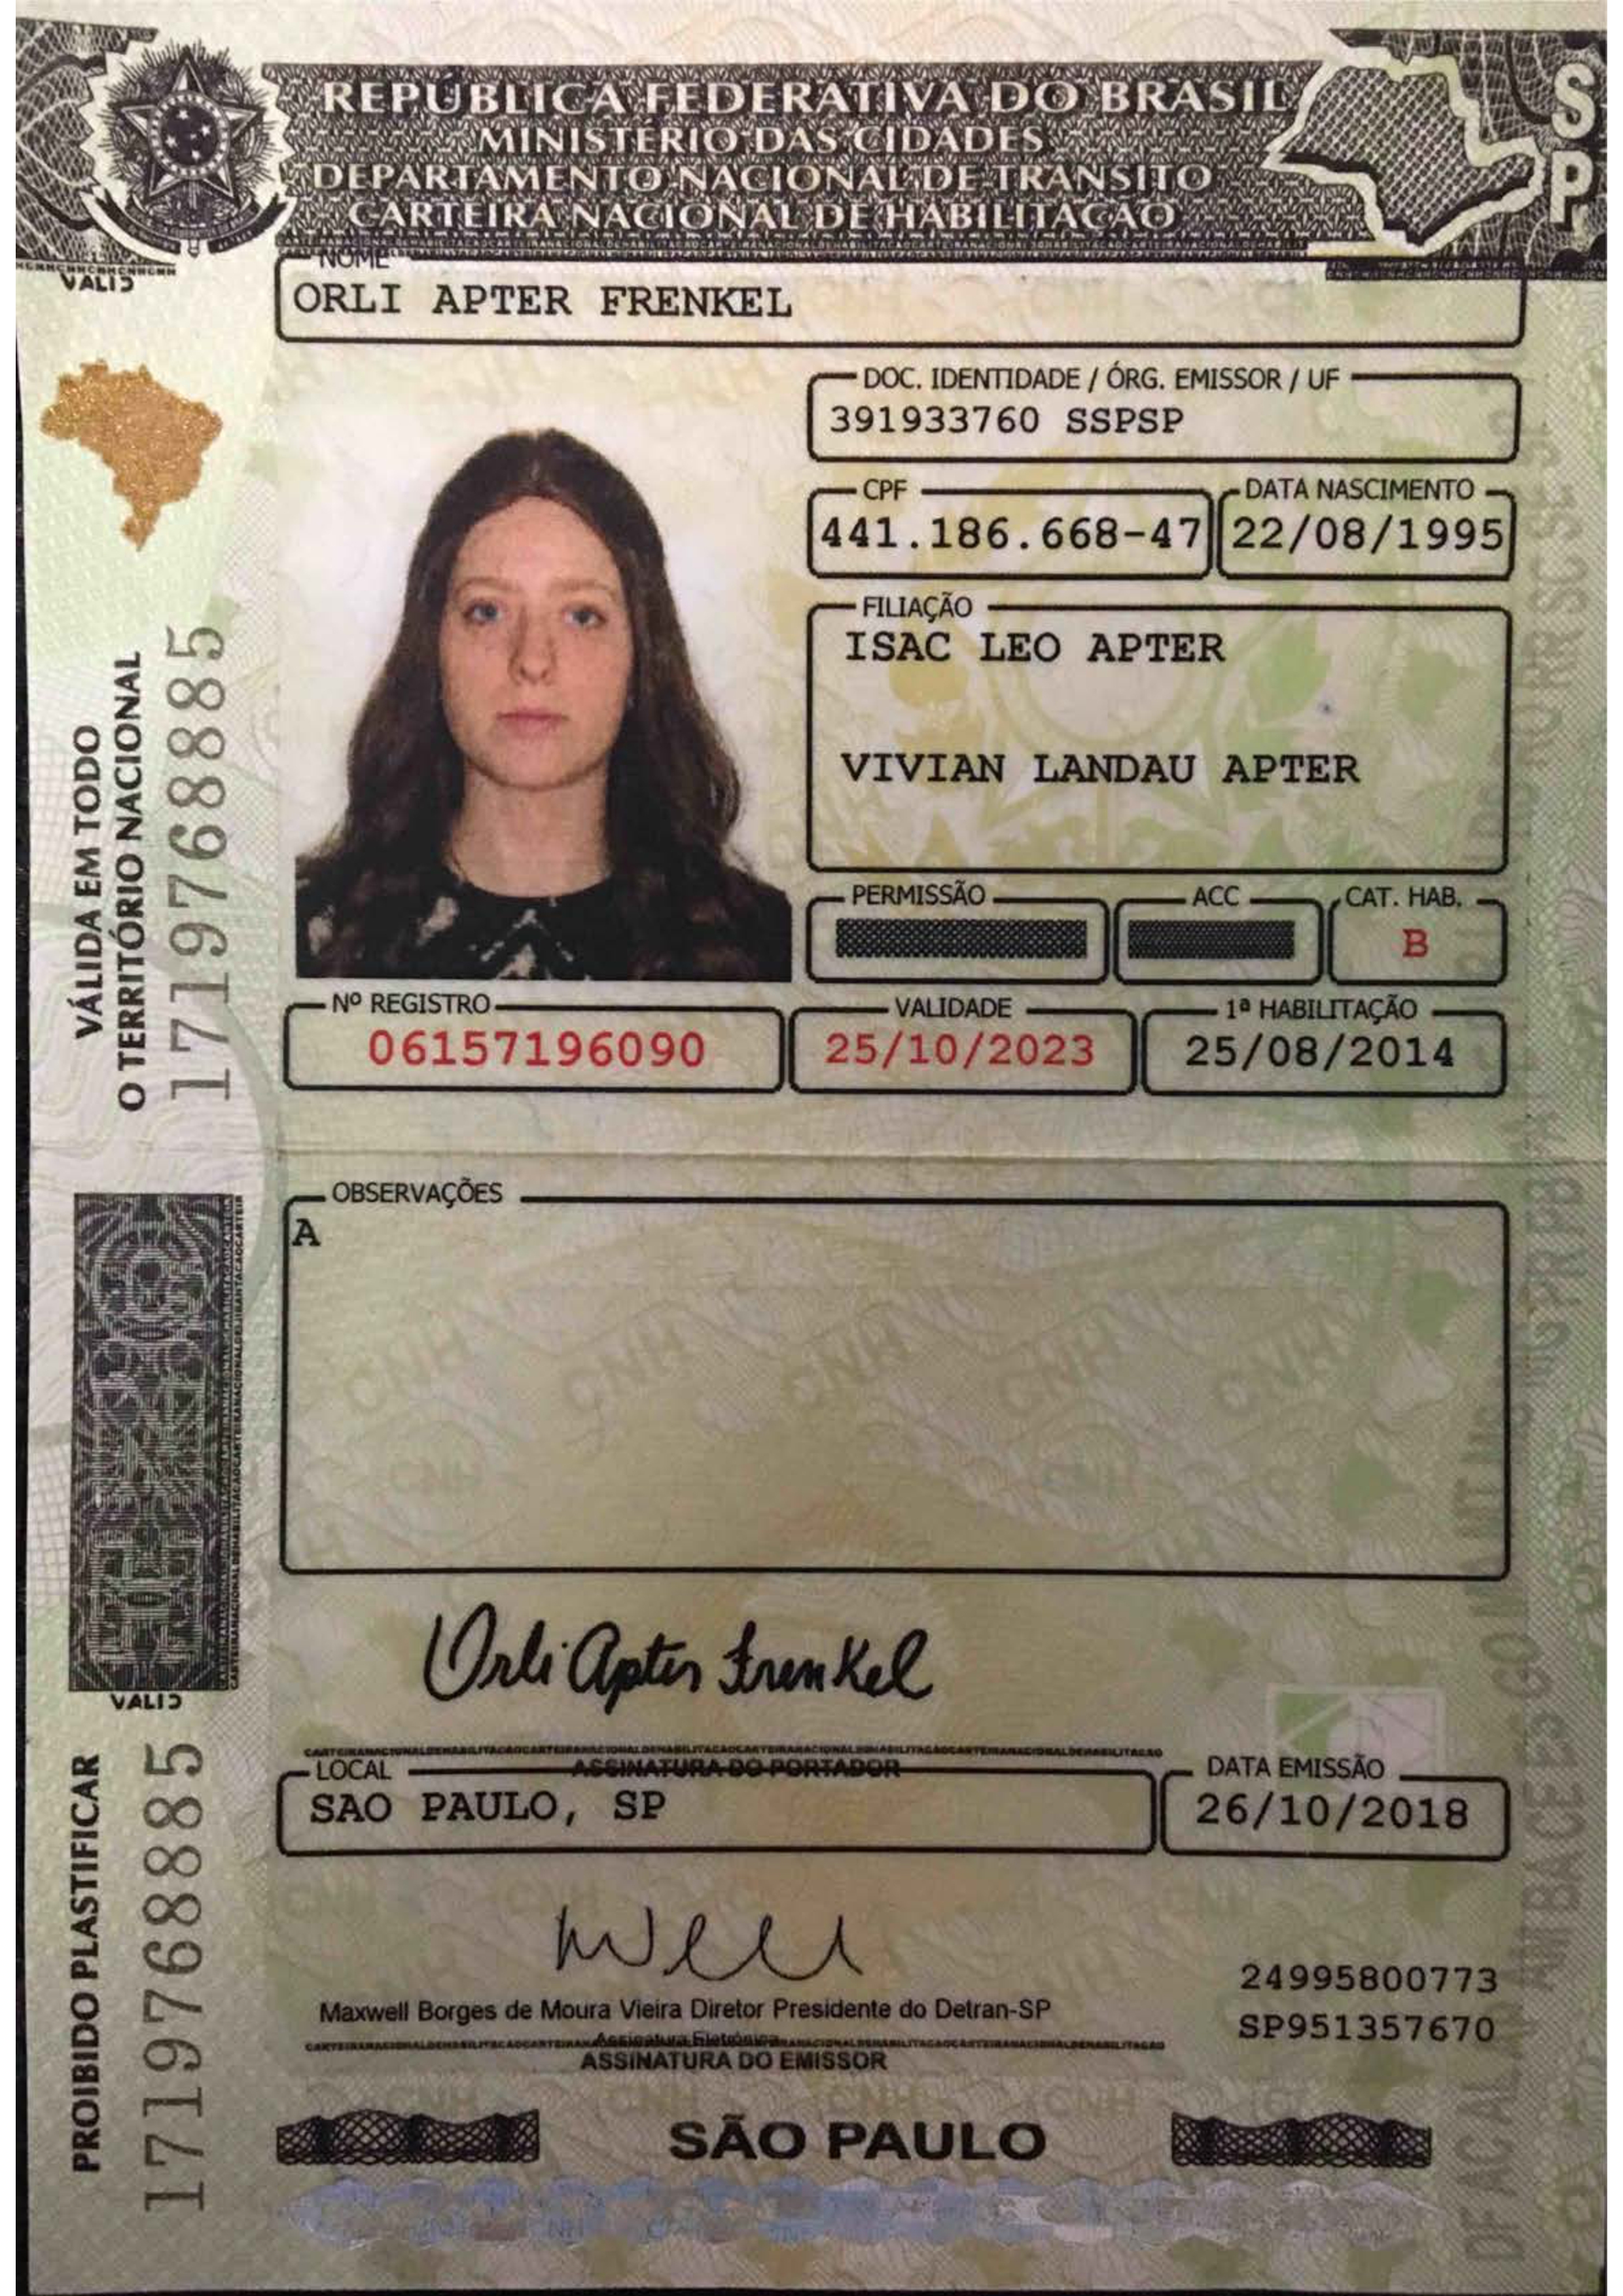 REPÚBLICA FEDERATIVA DO BRASIL
MINISTÉRIO DAS CIDADES
DEPARTAMENTO NACIONAL DE TRÂNSITO
CARTEIRA NACIONAL DE HABILITAÇÃO
SP
VALID
NOME
ORLI APTER FRENKEL
DOC. IDENTIDADE / ÓRG. EMISSOR / UF
391933760 SSPSP
CPF
441.186.668-47
DATA NASCIMENTO
22/08/1995
FILIAÇÃO
ISAC LEO APTER
VIVIAN LANDAU APTER
PERMISSÃO
ACC
CAT. HAB.
B
Nº REGISTRO
06157196090
VALIDADE
25/10/2023
1ª HABILITAÇÃO
25/08/2014
VÁLIDA EM TODO
O TERRITÓRIO NACIONAL
1719768885
OBSERVAÇÕES
A
VALID
Orli Apter Frenkel
ASSINATURA DO PORTADOR
LOCAL
SAO PAULO, SP
DATA EMISSÃO
26/10/2018
PROIBIDO PLASTIFICAR
1719768885
Maxwell Borges de Moura Vieira Diretor Presidente do Detran-SP
Assinatura Eletrônica
ASSINATURA DO EMISSOR
24995800773
SP951357670
SÃO PAULO